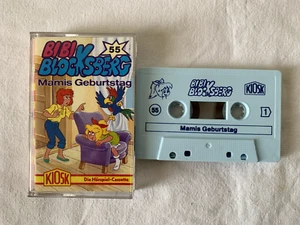 BIBI
BLOCKSBERG
55
Mamis Geburtstag
KIOSK
Die Hörspiel-Cassette
BIBI
BLOCKSBERG
KIOSK
55
1
Mamis Geburtstag